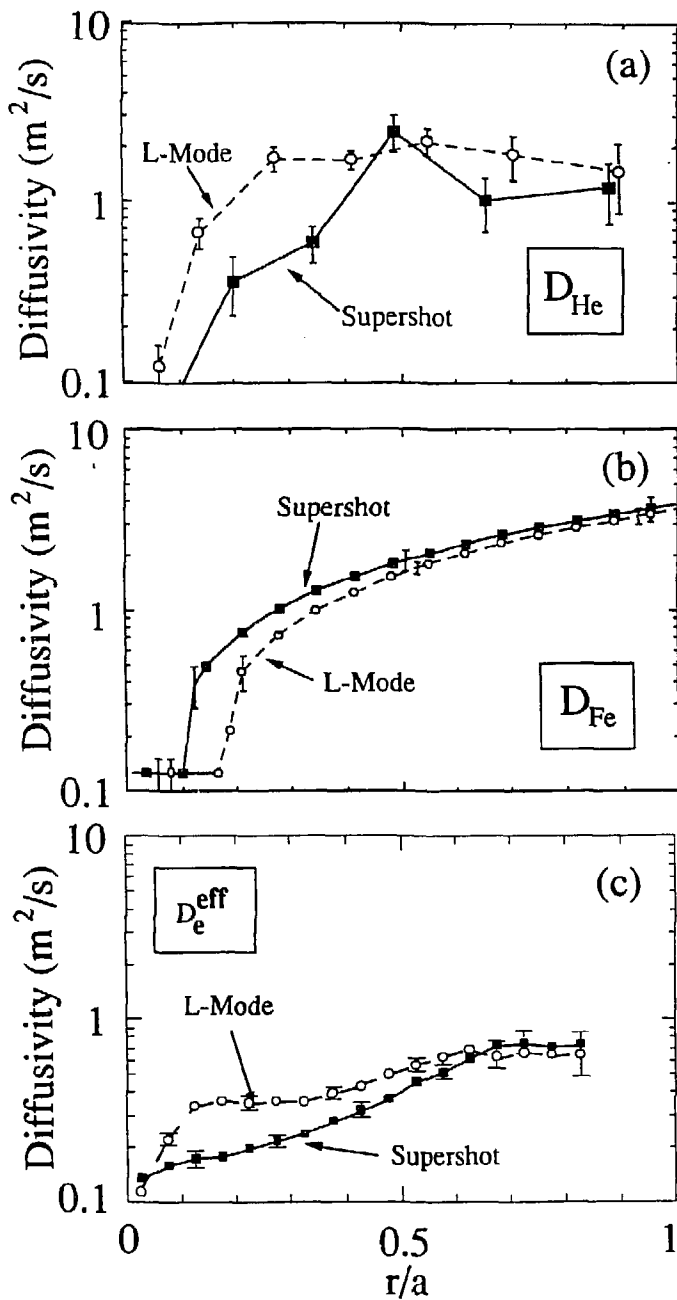 10
(a)
L-Mode
1
Supershot
D_He
0.1
Diffusivity (m²/s)
10
(b)
Supershot
1
L-Mode
D_Fe
0.1
Diffusivity (m²/s)
10
(c)
D_e^eff
L-Mode
1
Supershot
0.1
Diffusivity (m²/s)
0
0.5
1
r/a